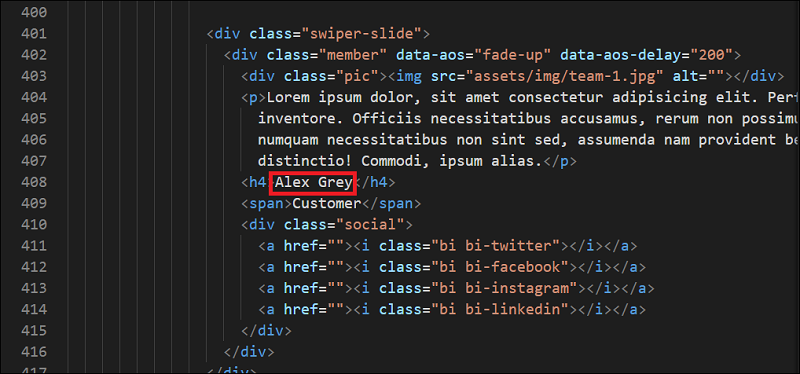 400
401 <div class="swiper-slide">
402 <div class="member" data-aos="fade-up" data-aos-delay="200">
403 <div class="pic"><img src="assets/img/team-1.jpg" alt=""></div>
404 <p>Lorem ipsum dolor, sit amet consectetur adipisicing elit.
405 inventore. Officiis necessitatibus accusamus, rerum non
406 numquam necessitatibus non sint sed, assumenda nam provident
407 distinctio! Commodi, ipsum alias.</p>
408 <h4>Alex Grey</h4>
409 <span>Customer</span>
410 <div class="social">
411 <a href=""><i class="bi bi-twitter"></i></a>
412 <a href=""><i class="bi bi-facebook"></i></a>
413 <a href=""><i class="bi bi-instagram"></i></a>
414 <a href=""><i class="bi bi-linkedin"></i></a>
415 </div>
416 </div>
417 </div>